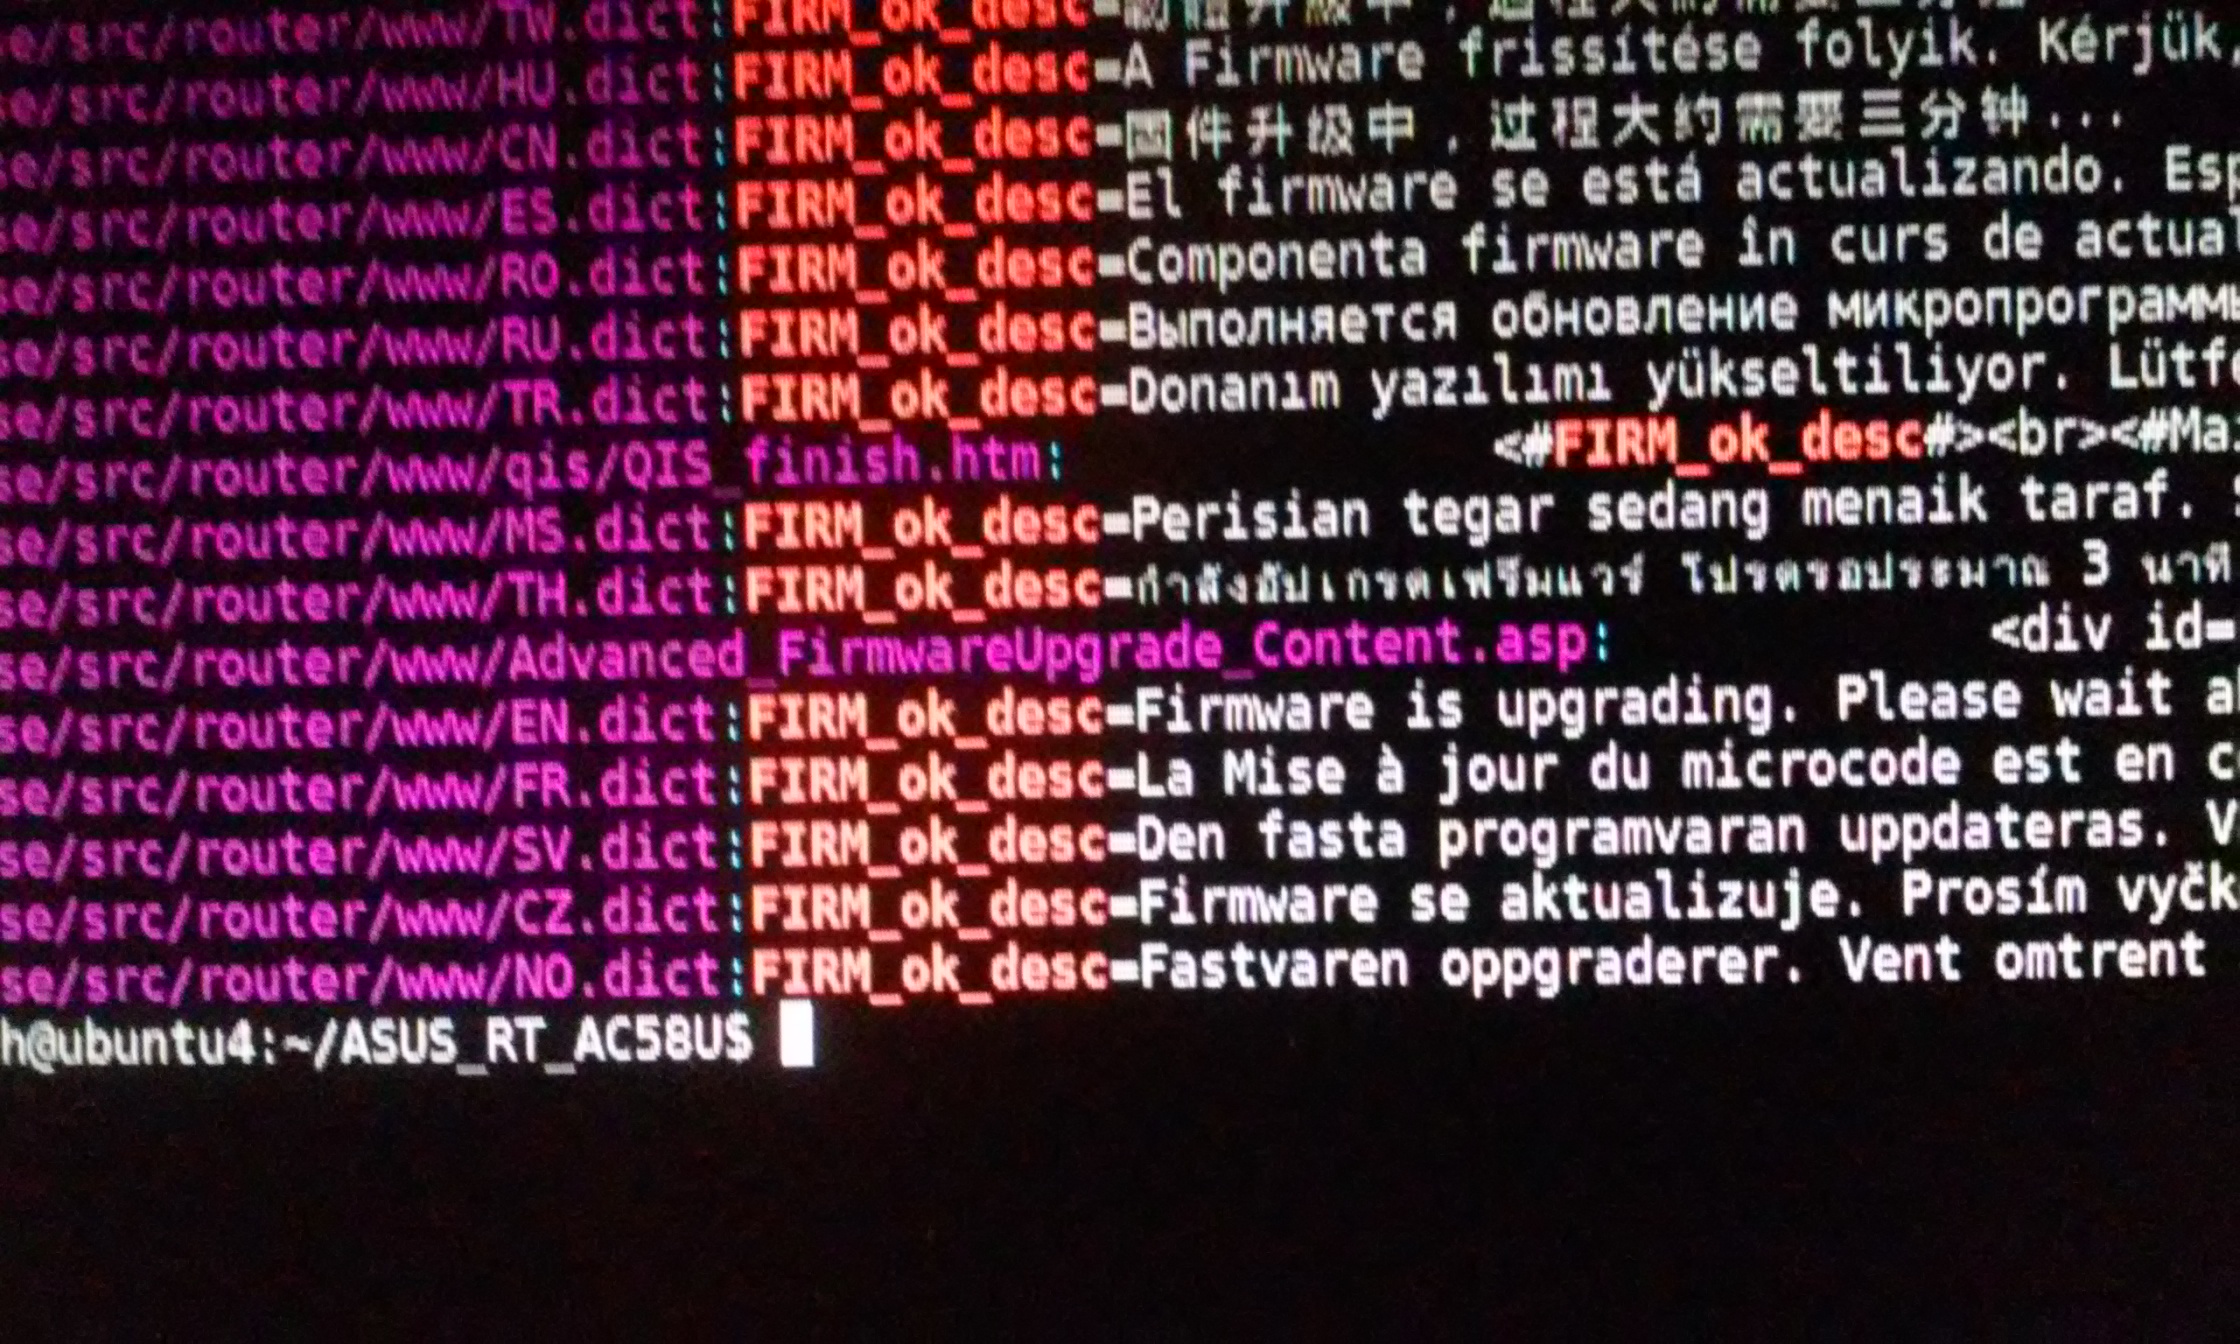 e/src/router/www/TW.dict:FIRM_ok_desc=
e/src/router/www/HU.dict:FIRM_ok_desc=A Firmware frissítése folyik. Kérjük,
e/src/router/www/CN.dict:FIRM_ok_desc=固件升级中,过程大约需要三分钟...
e/src/router/www/ES.dict:FIRM_ok_desc=El firmware se está actualizando. Esp
e/src/router/www/RO.dict:FIRM_ok_desc=Componenta firmware în curs de actual
e/src/router/www/RU.dict:FIRM_ok_desc=Выполняется обновление микропрограмм
se/src/router/www/TR.dict:FIRM_ok_desc=Donanım yazılımı yükseltiliyor. Lütf
se/src/router/www/qis/QIS_finish.htm: <#FIRM_ok_desc#><br><#Ma
se/src/router/www/MS.dict:FIRM_ok_desc=Perisian tegar sedang menaik taraf.
se/src/router/www/TH.dict:FIRM_ok_desc=กำลังอัปเกรดเฟิร์มแวร์ โปรดรอประมาณ 3 นาที
se/src/router/www/Advanced_FirmwareUpgrade_Content.asp: <div id=
se/src/router/www/EN.dict:FIRM_ok_desc=Firmware is upgrading. Please wait a
se/src/router/www/FR.dict:FIRM_ok_desc=La Mise à jour du microcode est en c
se/src/router/www/SV.dict:FIRM_ok_desc=Den fasta programvaran uppdateras. V
se/src/router/www/CZ.dict:FIRM_ok_desc=Firmware se aktualizuje. Prosím vyčk
se/src/router/www/NO.dict:FIRM_ok_desc=Fastvaren oppgraderer. Vent omtrent
h@ubuntu4:~/ASUS_RT_AC58U$